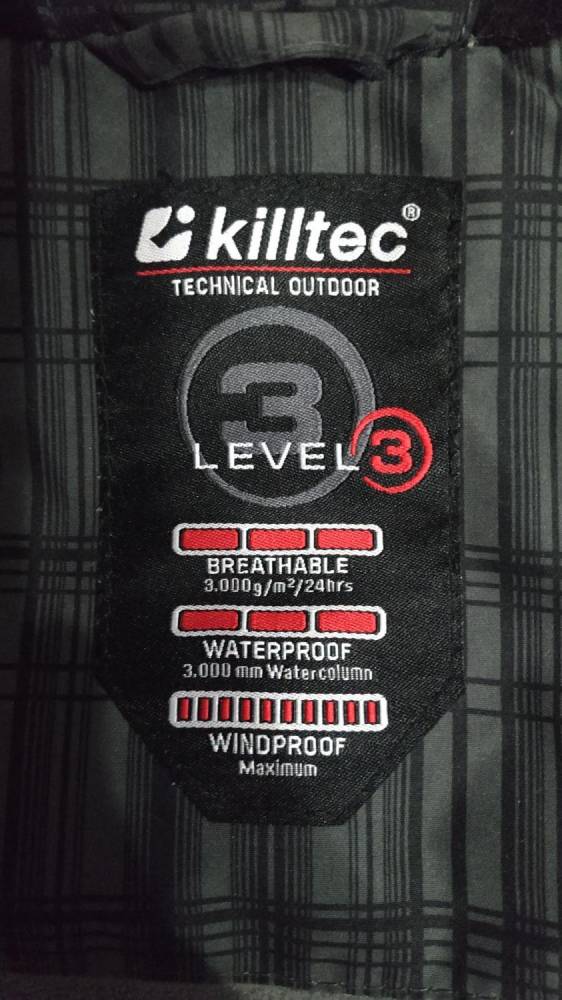 killtec®
TECHNICAL OUTDOOR
3
LEVEL 3
BREATHABLE
3.000g/m²/24hrs
WATERPROOF
3.000 mm Watercolumn
WINDPROOF
Maximum